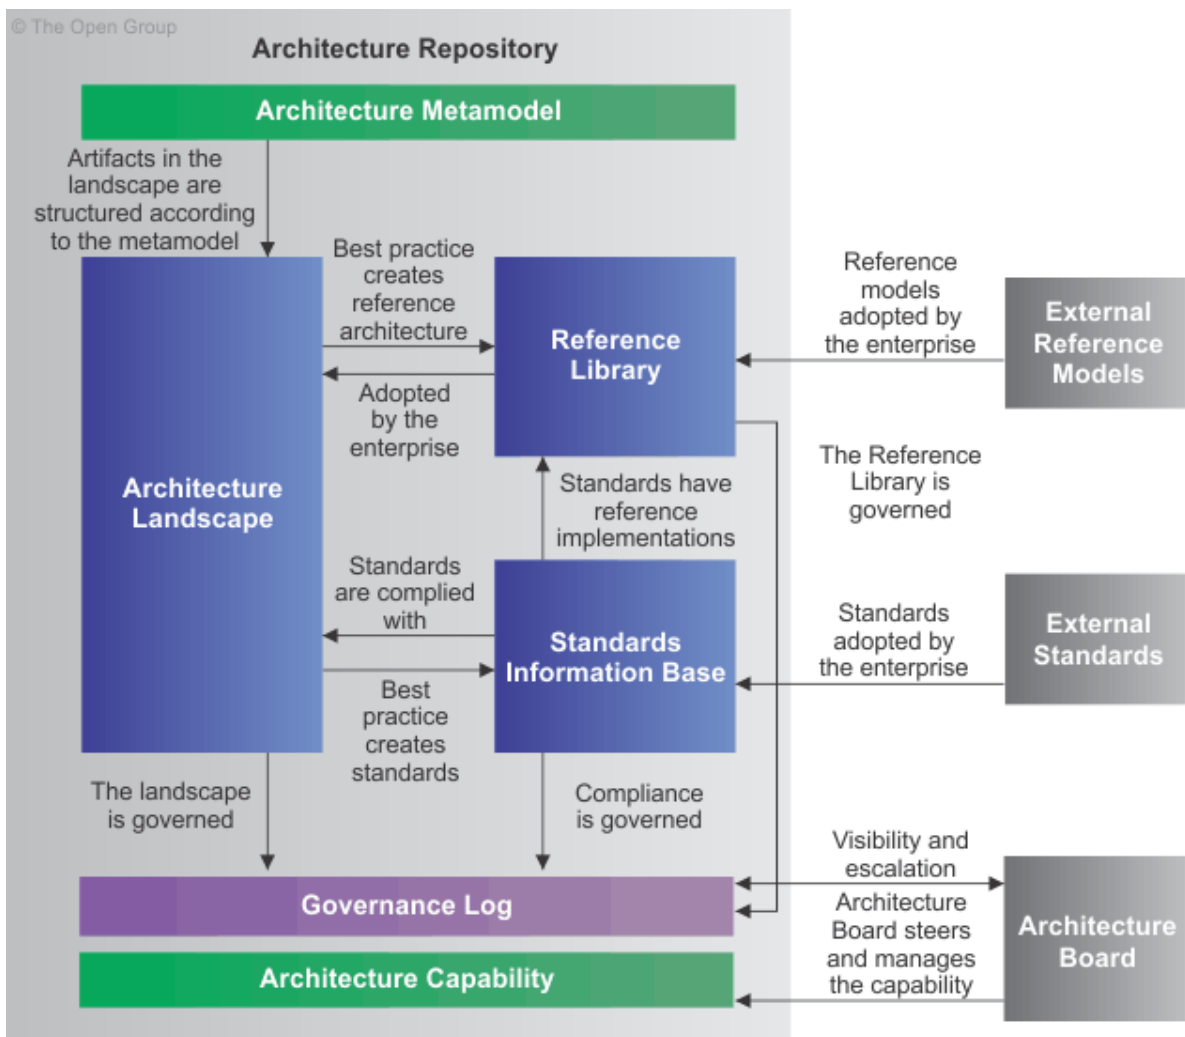 © The Open Group
Architecture Repository
Architecture Metamodel
Artifacts in the
landscape are
structured according
to the metamodel
Best practice
creates
reference
architecture
Reference
Library
Reference
models
adopted by
the enterprise
External
Reference
Models
Adopted
by the
enterprise
The Reference
Library is
governed
Architecture
Landscape
Standards have
reference
implementations
Standards
are complied
with
Standards
Information Base
Standards
adopted by
the enterprise
External
Standards
Best
practice
creates
standards
The landscape
is governed
Compliance
is governed
Visibility and
escalation
Governance Log
Architecture
Board steers
and manages
the capability
Architecture
Board
Architecture Capability